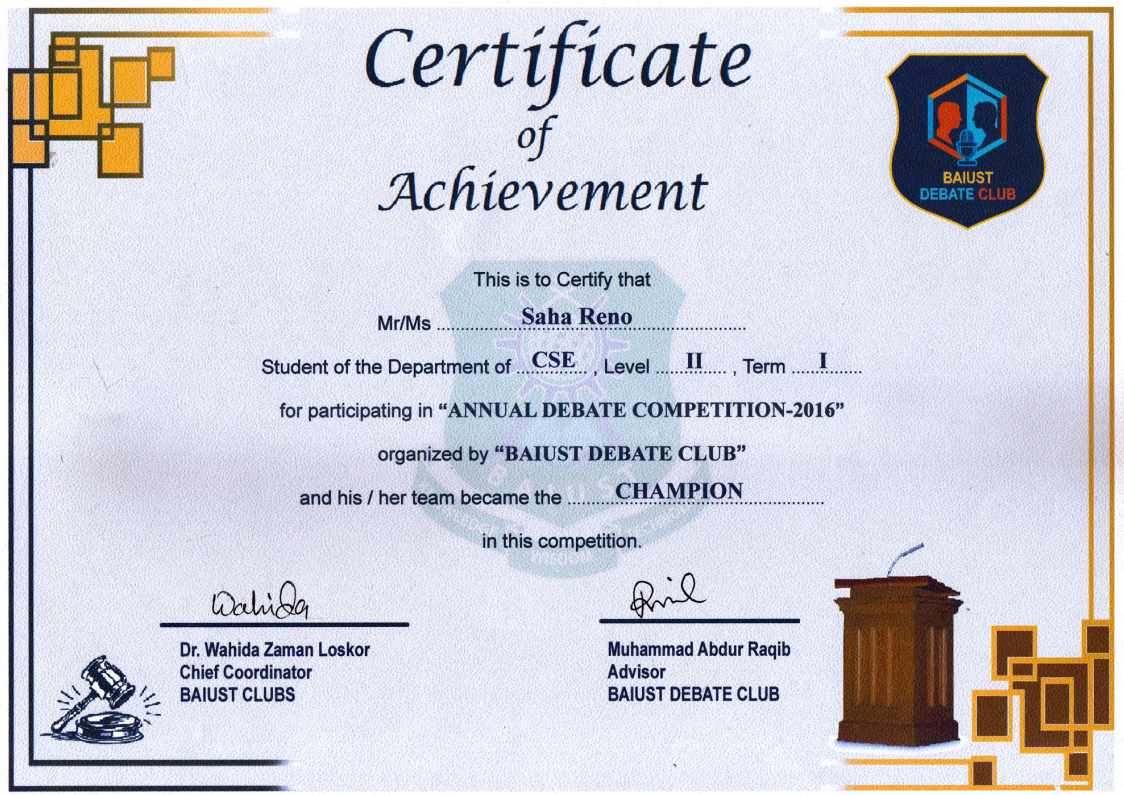 Certificate
of
Achievement
BAIUST
DEBATE CLUB
This is to Certify that
Mr/Ms ........ Saha Reno ........
Student of the Department of ... CSE ... , Level ... II ... , Term ... I ...
for participating in “ANNUAL DEBATE COMPETITION-2016”
organized by “BAIUST DEBATE CLUB”
BAIUST
and his / her team became the ........ CHAMPION ........
in this competition.
Wahida
Dr. Wahida Zaman Loskor
Chief Coordinator
BAIUST CLUBS
Muhammad Abdur Raqib
Advisor
BAIUST DEBATE CLUB